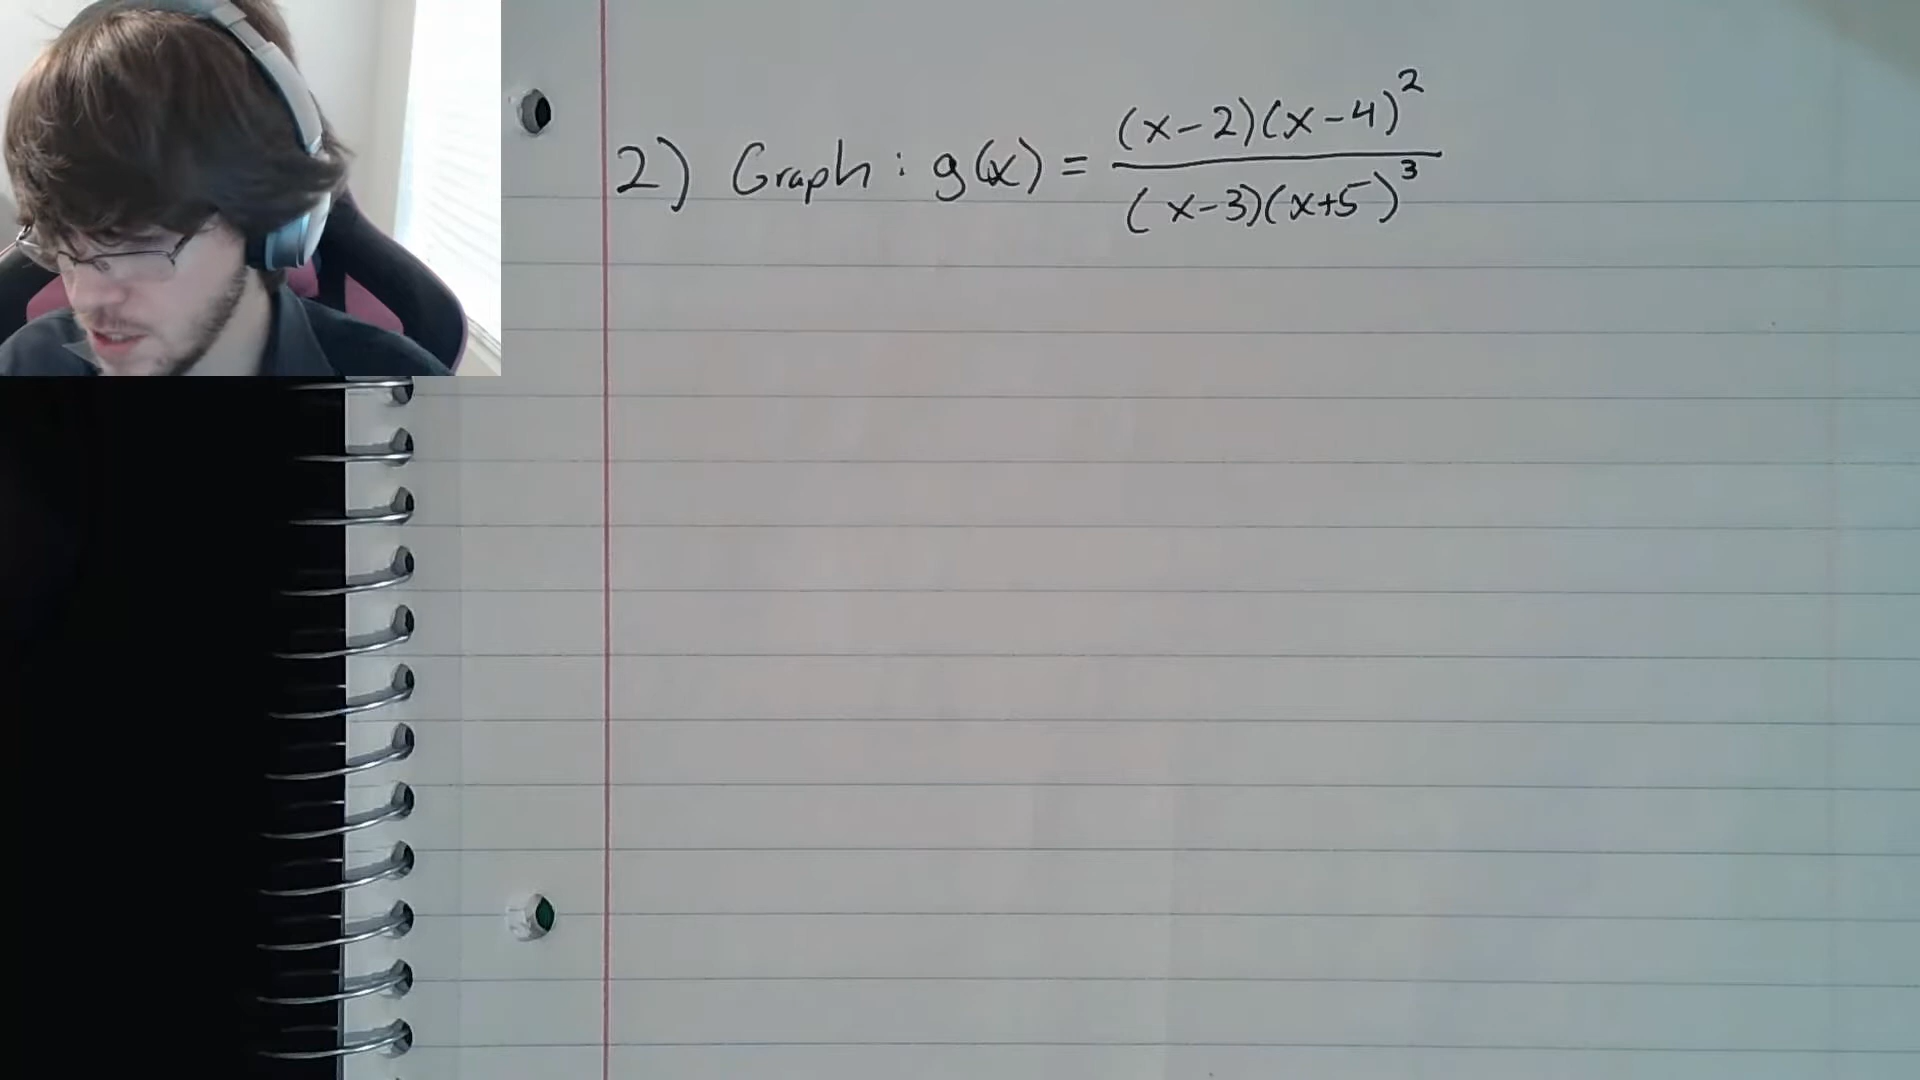 2) Graph : g(x) = (x-2)(x-4)² / (x-3)(x+5)³